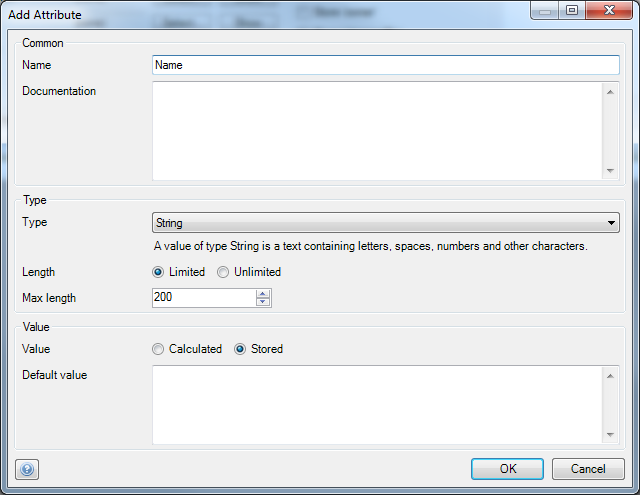 Add Attribute
Common
Name Name
Documentation
Type
Type String
A value of type String is a text containing letters, spaces, numbers and other characters.
Length Limited Unlimited
Max length 200
Value
Value Calculated Stored
Default value
OK Cancel